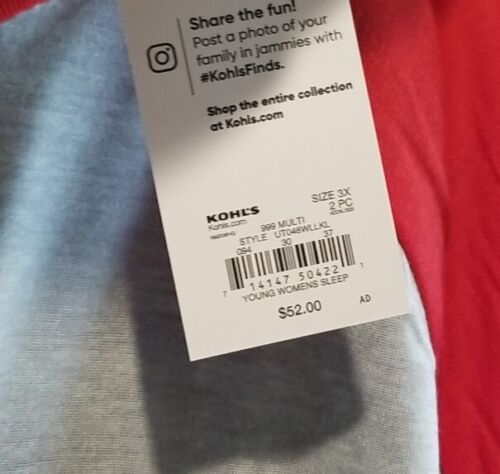 Share the fun!
Post a photo of your
family in jammies with
#KohlsFinds.
Shop the entire collection
at Kohls.com
KOHL'S
Kohls.com
SIZE 3X
2 PC
999 MULTI
STYLE UT048WLLKL
094 30 37
7 14147 50422 1
YOUNG WOMENS SLEEP
$52.00 AD